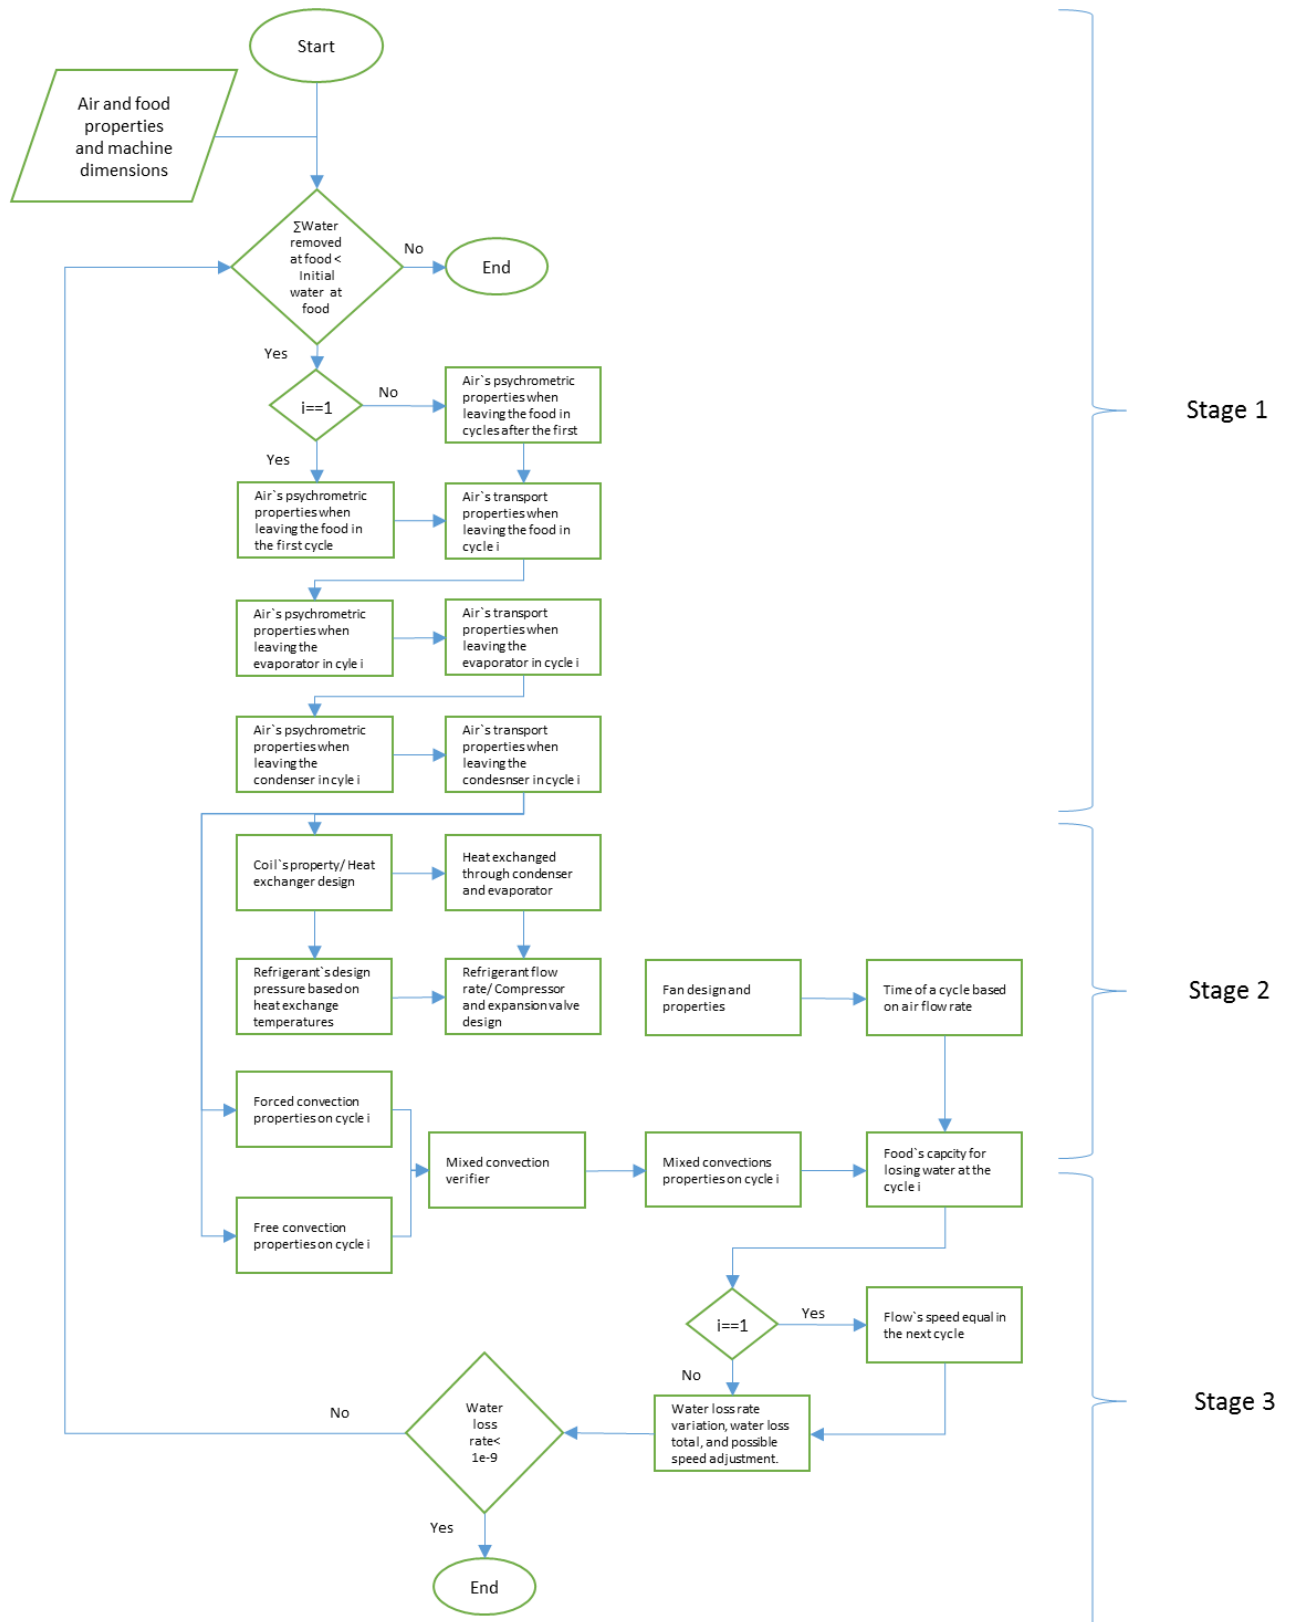 Start
Air and food
properties
and machine
dimensions
∑Water
removed
at food <
Initial
water at
food
No
End
Yes
i==1
No
Air`s psychrometric
properties when
leaving the food in
cycles after the first
Stage 1
Yes
Air`s psychrometric
properties when
leaving the food in
the first cycle
Air`s transport
properties when
leaving the food in
cycle i
Air`s psychrometric
properties when
leaving the
evaporator in cyle i
Air`s transport
properties when
leaving the
evaporator in cycle i
Air`s psychrometric
properties when
leaving the
condenser in cyle i
Air`s transport
properties when
leaving the
condesnser in cycle i
Coil`s property/ Heat
exchanger design
Heat exchanged
through condenser
and evaporator
Refrigerant`s design
pressure based on
heat exchange
temperatures
Refrigerant flow
rate/ Compressor
and expansion valve
design
Fan design and
properties
Time of a cycle based
on air flow rate
Stage 2
Forced convection
properties on cycle i
Mixed convection
verifier
Mixed convections
properties on cycle i
Food`s capcity for
losing water at the
cycle i
Free convection
properties on cycle i
i==1
Yes
Flow`s speed equal in
the next cycle
No
Water loss rate
variation, water loss
total, and possible
speed adjustment.
Stage 3
Water
loss
rate<
1e-9
No
Yes
End